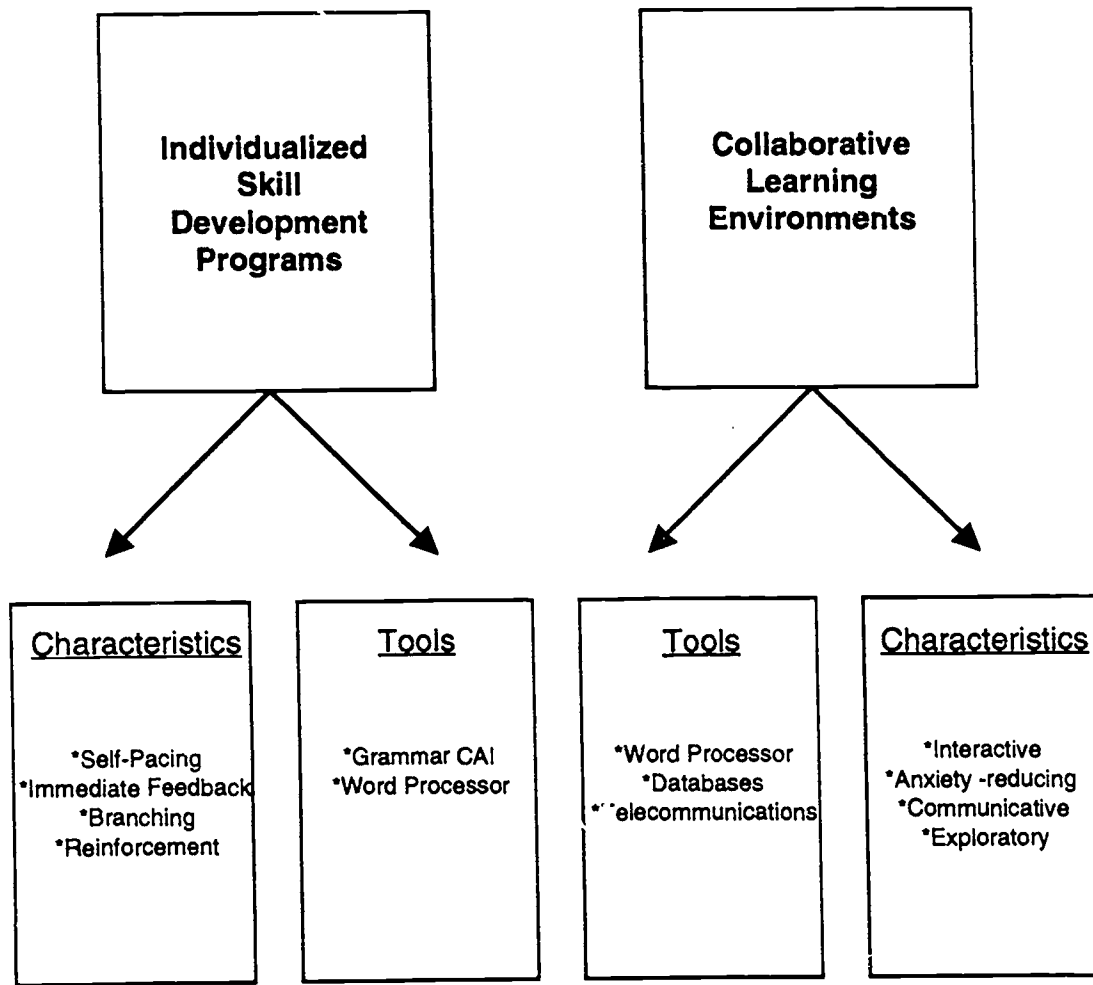 Individualized
Skill
Development
Programs
Collaborative
Learning
Environments
Characteristics
*Self-Pacing
*Immediate Feedback
*Branching
*Reinforcement
Tools
*Grammar CAI
*Word Processor
Tools
*Word Processor
*Databases
*Telecommunications
Characteristics
*Interactive
*Anxiety -reducing
*Communicative
*Exploratory